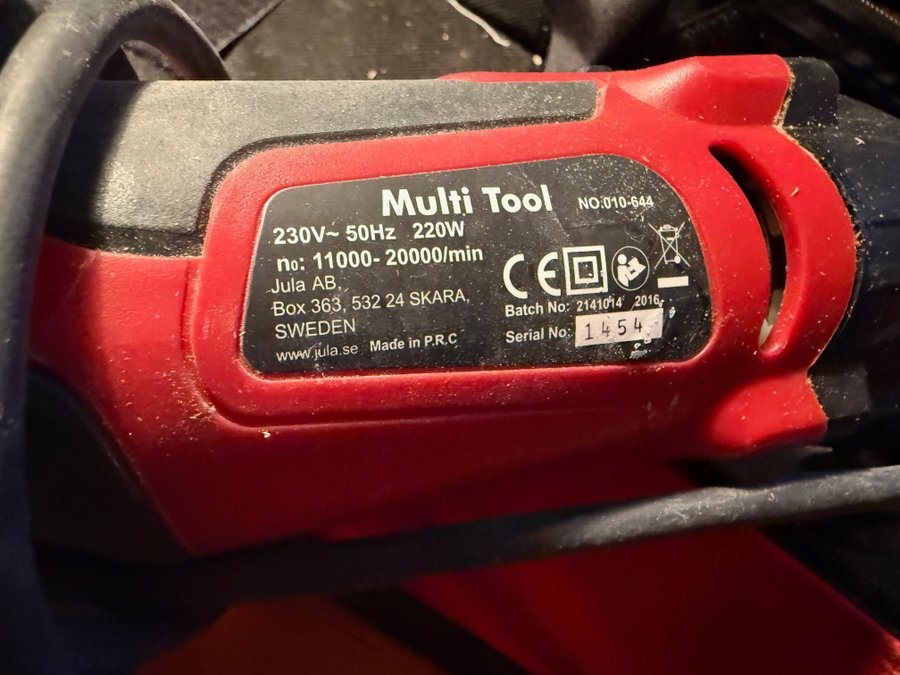 Multi Tool NO.010-644
230V~ 50Hz 220W
n₀: 11000- 20000/min
Jula AB,
Box 363, 532 24 SKARA,
SWEDEN
www.jula.se Made in P.R.C
CE
Batch No: 2141014 2016
Serial No: 1454